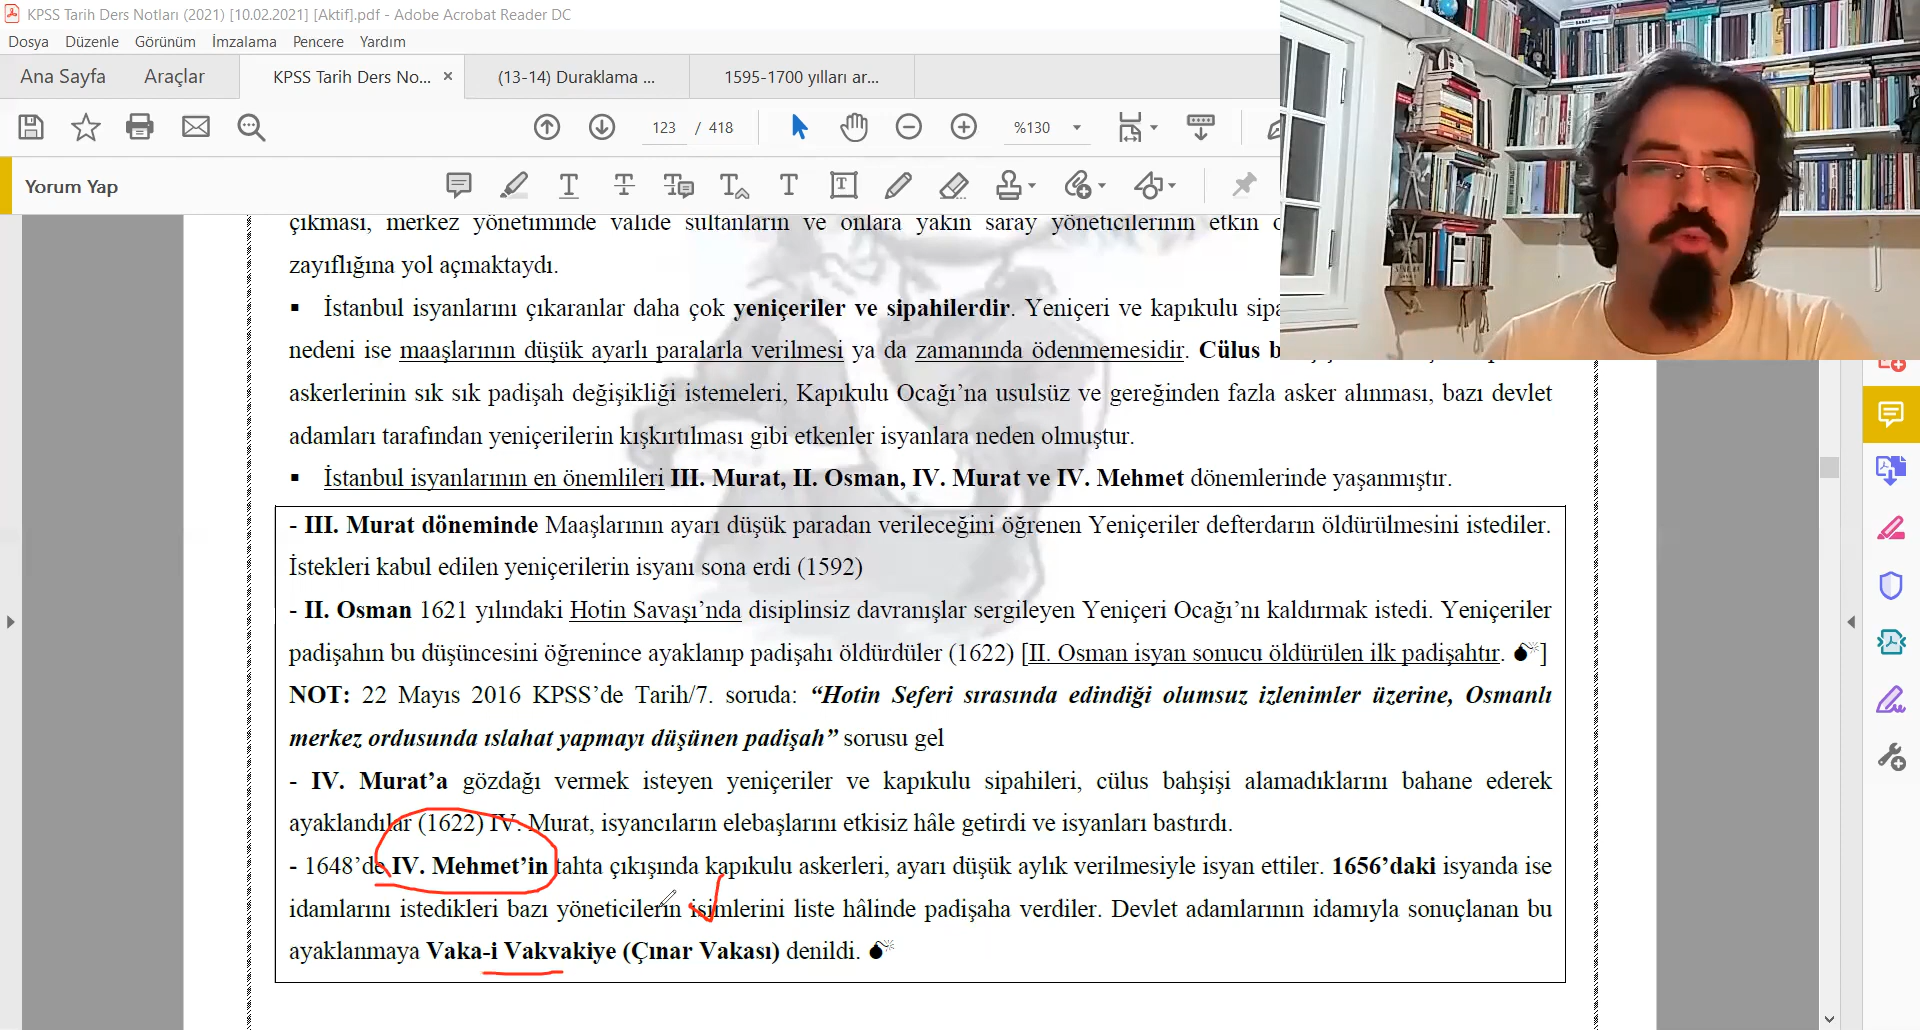 KPSS Tarih Ders Notları (2021) [10.02.2021] [Aktif].pdf - Adobe Acrobat Reader DC
Dosya Düzenle Görünüm İmzalama Pencere Yardım
Ana Sayfa Araçlar KPSS Tarih Ders No... × (13-14) Duraklama ... 1595-1700 yılları ar...
123 / 418 %130
Yorum Yap
çıkması, merkez yönetiminde valide sultanların ve onlara yakın saray yöneticilerinin etkin
zayıflığına yol açmaktaydı.
▪ İstanbul isyanlarını çıkaranlar daha çok yeniçeriler ve sipahilerdir. Yeniçeri ve kapıkulu
nedeni ise maaşlarının düşük ayarlı paralarla verilmesi ya da zamanında ödenmemesidir. Cülus
askerlerinin sık sık padişah değişikliği istemeleri, Kapıkulu Ocağı’na usulsüz ve gereğinden fazla asker alınması, bazı devlet
adamları tarafından yeniçerilerin kışkırtılması gibi etkenler isyanlara neden olmuştur.
▪ İstanbul isyanlarının en önemlileri III. Murat, II. Osman, IV. Murat ve IV. Mehmet dönemlerinde yaşanmıştır.
- III. Murat döneminde Maaşlarının ayarı düşük paradan verileceğini öğrenen Yeniçeriler defterdarın öldürülmesini istediler.
İstekleri kabul edilen yeniçerilerin isyanı sona erdi (1592)
- II. Osman 1621 yılındaki Hotin Savaşı’nda disiplinsiz davranışlar sergileyen Yeniçeri Ocağı’nı kaldırmak istedi. Yeniçeriler
padişahın bu düşüncesini öğrenince ayaklanıp padişahı öldürdüler (1622) [II. Osman isyan sonucu öldürülen ilk padişahtır. 💣]
NOT: 22 Mayıs 2016 KPSS’de Tarih/7. soruda: “Hotin Seferi sırasında edindiği olumsuz izlenimler üzerine, Osmanlı
merkez ordusunda ıslahat yapmayı düşünen padişah” sorusu gel
- IV. Murat’a gözdağı vermek isteyen yeniçeriler ve kapıkulu sipahileri, cülus bahşişi alamadıklarını bahane ederek
ayaklandılar (1622) IV. Murat, isyancıların elebaşlarını etkisiz hâle getirdi ve isyanları bastırdı.
- 1648’de IV. Mehmet’in tahta çıkışında kapıkulu askerleri, ayarı düşük aylık verilmesiyle isyan ettiler. 1656’daki isyanda ise
idamlarını istedikleri bazı yöneticilerin isimlerini liste hâlinde padişaha verdiler. Devlet adamlarının idamıyla sonuçlanan bu
ayaklanmaya Vaka-i Vakvakiye (Çınar Vakası) denildi. 💣